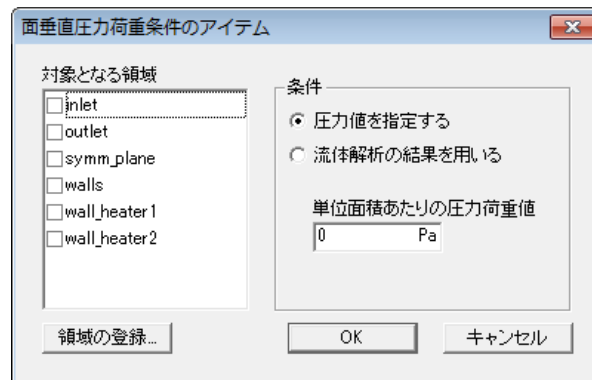 面垂直圧力荷重条件のアイテム
対象となる領域
inlet
outlet
symm_plane
walls
wall_heater1
wall_heater2
領域の登録...
条件
圧力値を指定する
流体解析の結果を用いる
単位面積あたりの圧力荷重値
0 Pa
OK
キャンセル